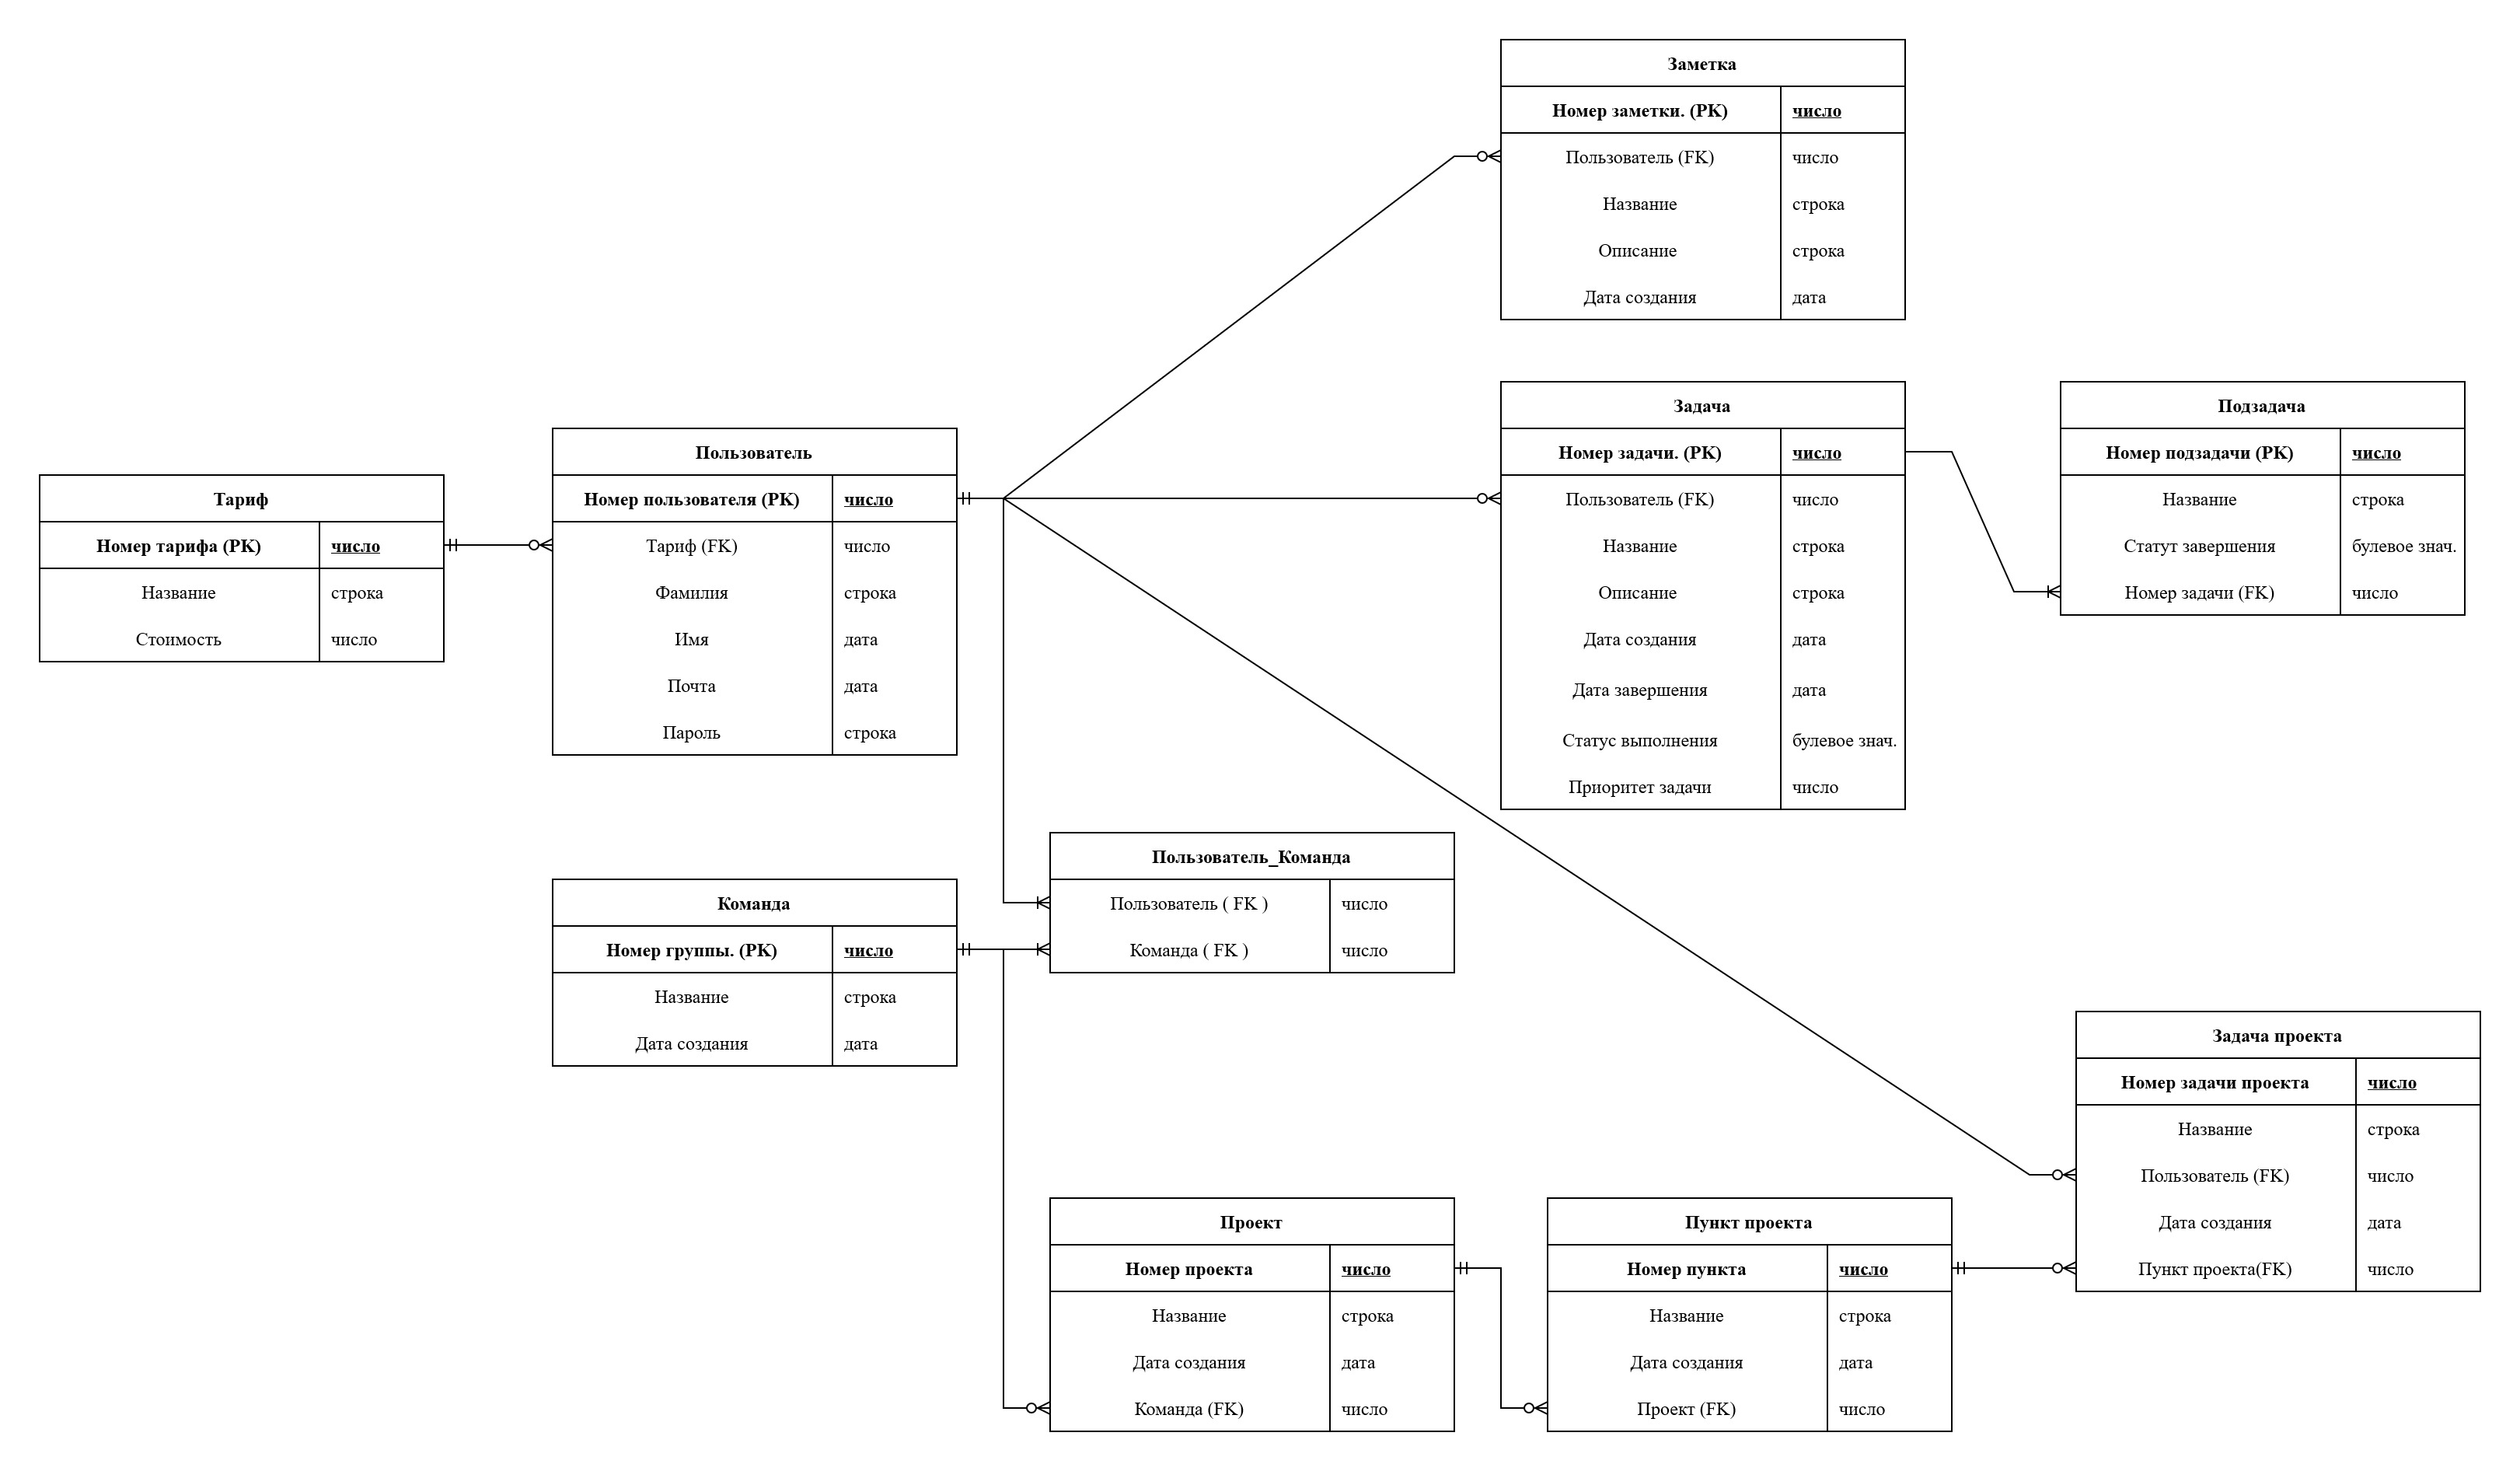 Заметка
Номер заметки. (PK) число
Пользователь (FK) число
Название строка
Описание строка
Дата создания дата
Задача
Номер задачи. (PK) число
Пользователь (FK) число
Название строка
Описание строка
Дата создания дата
Дата завершения дата
Статус выполнения булевое знач.
Приоритет задачи число
Подзадача
Номер подзадачи (PK) число
Название строка
Статут завершения булевое знач.
Номер задачи (FK) число
Пользователь
Номер пользователя (PK) число
Тариф (FK) число
Фамилия строка
Имя дата
Почта дата
Пароль строка
Тариф
Номер тарифа (PK) число
Название строка
Стоимость число
Пользователь_Команда
Пользователь ( FK ) число
Команда ( FK ) число
Команда
Номер группы. (PK) число
Название строка
Дата создания дата
Задача проекта
Номер задачи проекта число
Название строка
Пользователь (FK) число
Дата создания дата
Пункт проекта(FK) число
Проект
Номер проекта число
Название строка
Дата создания дата
Команда (FK) число
Пункт проекта
Номер пункта число
Название строка
Дата создания дата
Проект (FK) число